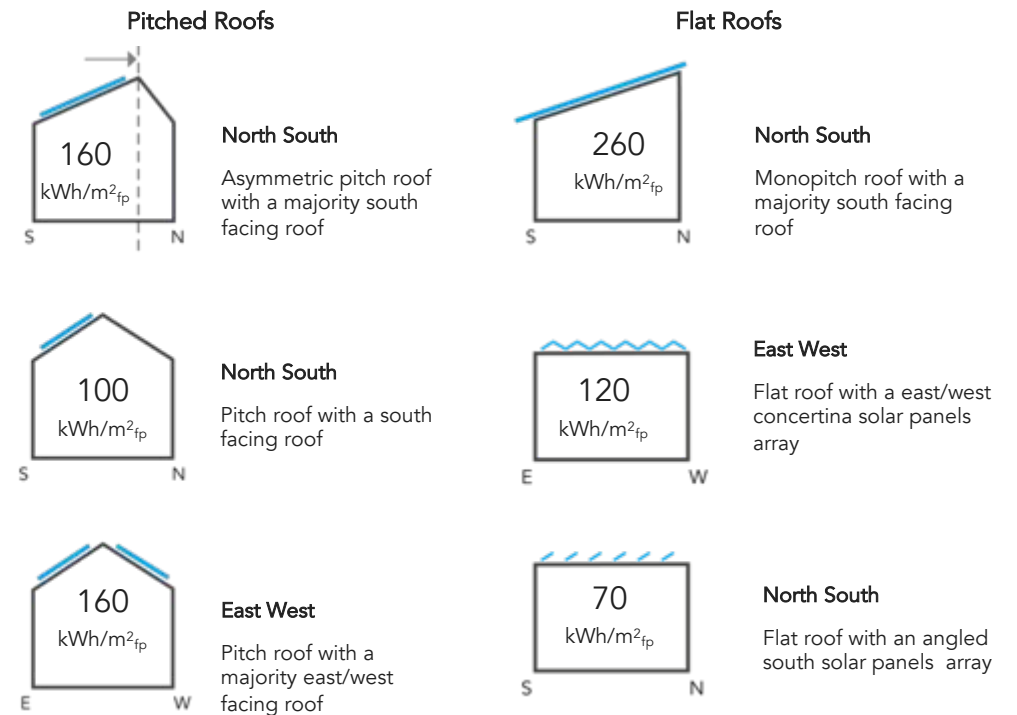 Pitched Roofs
160
kWh/m²fp
S
N
North South
Asymmetric pitch roof
with a majority south
facing roof
100
kWh/m²fp
S
N
North South
Pitch roof with a south
facing roof
160
kWh/m²fp
E
W
East West
Pitch roof with a
majority east/west
facing roof
Flat Roofs
260
kWh/m²fp
S
N
North South
Monopitch roof with a
majority south facing
roof
120
kWh/m²fp
E
W
East West
Flat roof with a east/west
concertina solar panels
array
70
kWh/m²fp
S
N
North South
Flat roof with an angled
south solar panels array